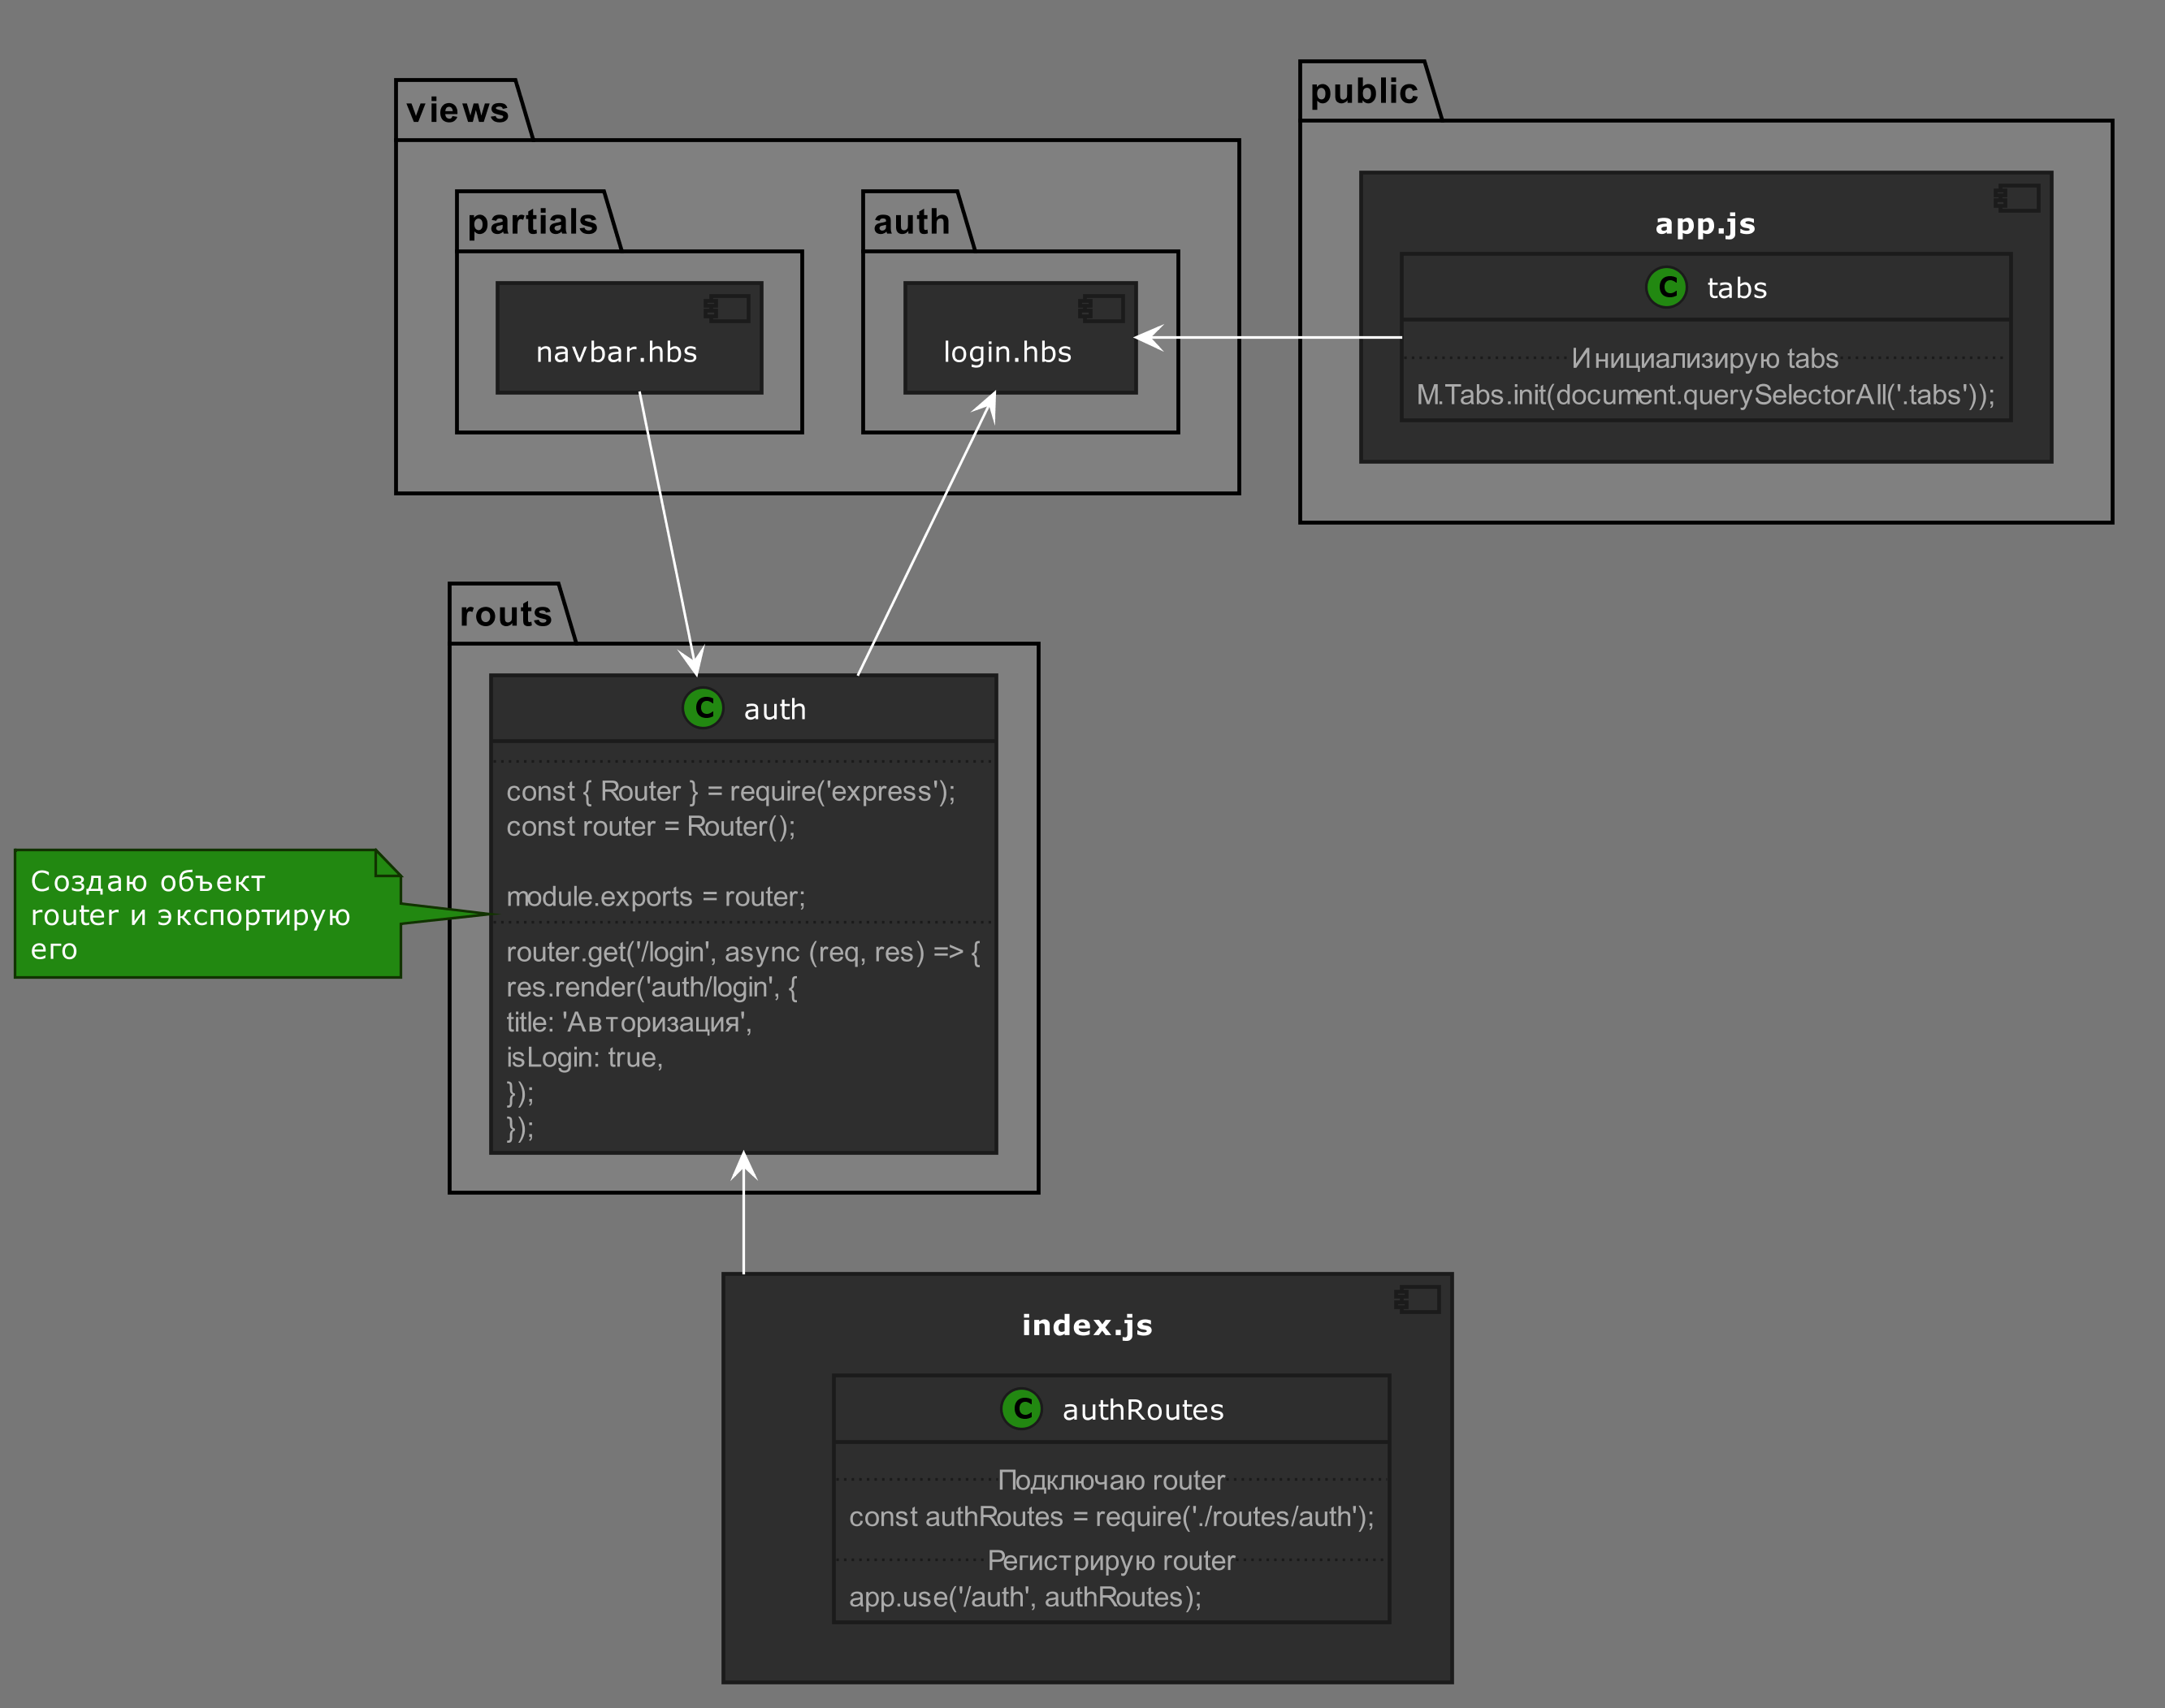 views
partials
navbar.hbs
auth
login.hbs
public
app.js
C tabs
Инициализирую tabs
M.Tabs.init(document.querySelectorAll('.tabs'));
routs
C auth
const { Router } = require('express');
const router = Router();
module.exports = router;
router.get('/login', async (req, res) => {
res.render('auth/login', {
title: 'Авторизация',
isLogin: true,
});
});
Создаю объект
router и экспортирую
его
index.js
C authRoutes
Подключаю router
const authRoutes = require('./routes/auth');
Регистрирую router
app.use('/auth', authRoutes);